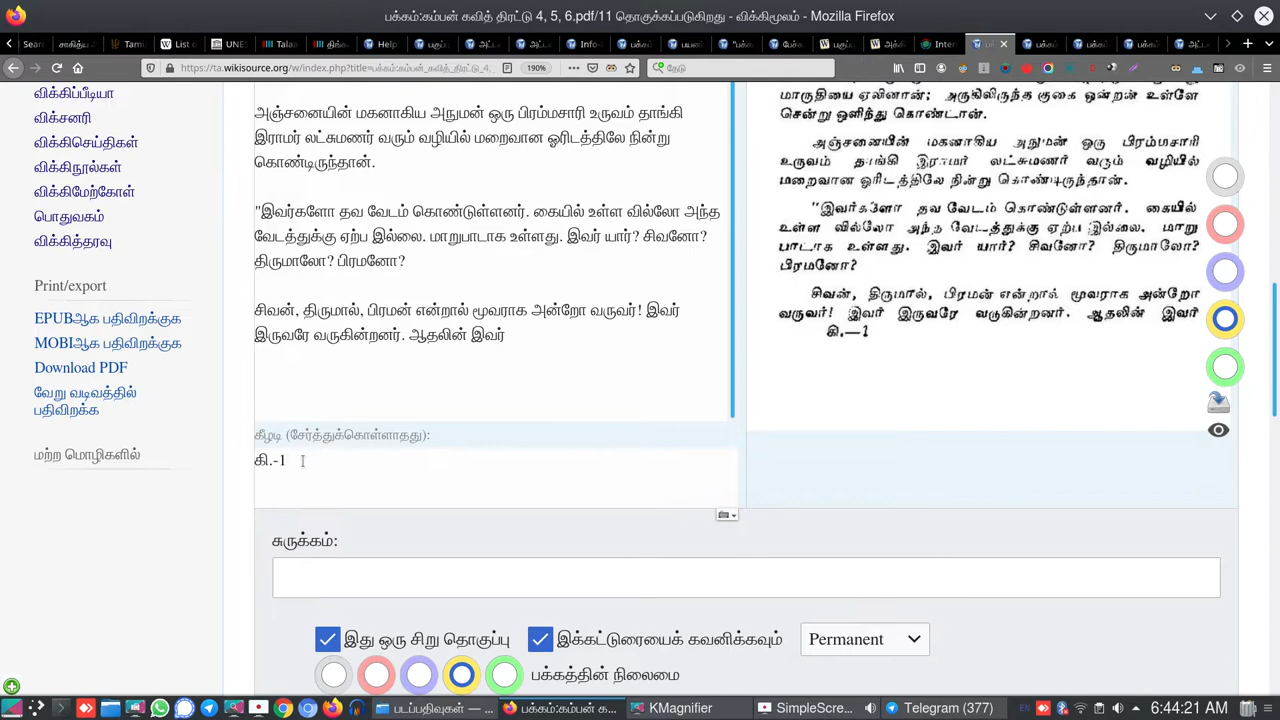 பக்கம்:கம்பன் கவித் திரட்டு 4, 5, 6.pdf/11 தொகுக்கப்படுகிறது - விக்கிமூலம் - Mozilla Firefox
https://ta.wikisource.org/w/index.php?title=பக்கம்:கம்பன்_கவித்_திரட்டு_4,
190%
தேடு
விக்கிப்பீடியா
விக்சனரி
விக்கிசெய்திகள்
விக்கிநூல்கள்
விக்கிமேற்கோள்
பொதுவகம்
விக்கித்தரவு
Print/export
EPUBஆக பதிவிறக்குக
MOBIஆக பதிவிறக்குக
Download PDF
வேறு வடிவத்தில்
பதிவிறக்க
மற்ற மொழிகளில்
அஞ்சனையின் மகனாகிய அநுமன் ஒரு பிரம்மசாரி உருவம் தாங்கி
இராமர் லட்சுமணர் வரும் வழியில் மறைவான ஓரிடத்திலே நின்று
கொண்டிருந்தான்.
"இவர்களோ தவ வேடம் கொண்டுள்ளனர். கையில் உள்ள வில்லோ அந்த
வேடத்துக்கு ஏற்ப இல்லை. மாறுபாடாக உள்ளது. இவர் யார்? சிவனோ?
திருமாலோ? பிரமனோ?
சிவன், திருமால், பிரமன் என்றால் மூவராக அன்றோ வருவர்! இவர்
இருவரே வருகின்றனர். ஆதலின் இவர்
கீழடி (சேர்த்துக்கொள்ளாதது):
கி.-1
மாருதியை ஏவினான்; அருகிலிருந்த குகை ஒன்றன் உள்ளே
சென்று ஒளிந்து கொண்டான்.
அஞ்சனையின் மகனாகிய அநுமன் ஒரு பிரம்மசாரி
உருவம் தாங்கி இராமர் லட்சுமணர் வரும் வழியில்
மறைவான ஓரிடத்திலே நின்று கொண்டிருந்தான்.
"இவர்களோ தவ வேடம் கொண்டுள்ளனர். கையில்
உள்ள வில்லோ அந்த வேடத்துக்கு ஏற்ப இல்லை. மாறு
பாடாக உள்ளது. இவர் யார்? சிவனோ? திருமாலோ?
பிரமனோ?
சிவன், திருமால், பிரமன் என்றால் மூவராக அன்றோ
வருவர்! இவர் இருவரே வருகின்றனர். ஆதலின் இவர்
கி.—1
சுருக்கம்:
இது ஒரு சிறு தொகுப்பு இக்கட்டுரையைக் கவனிக்கவும் Permanent
பக்கத்தின் நிலைமை
படப்பதிவுகள் — ... பக்கம்:கம்பன் க... KMagnifier SimpleScree... Telegram (377) EN 6:44:21 AM